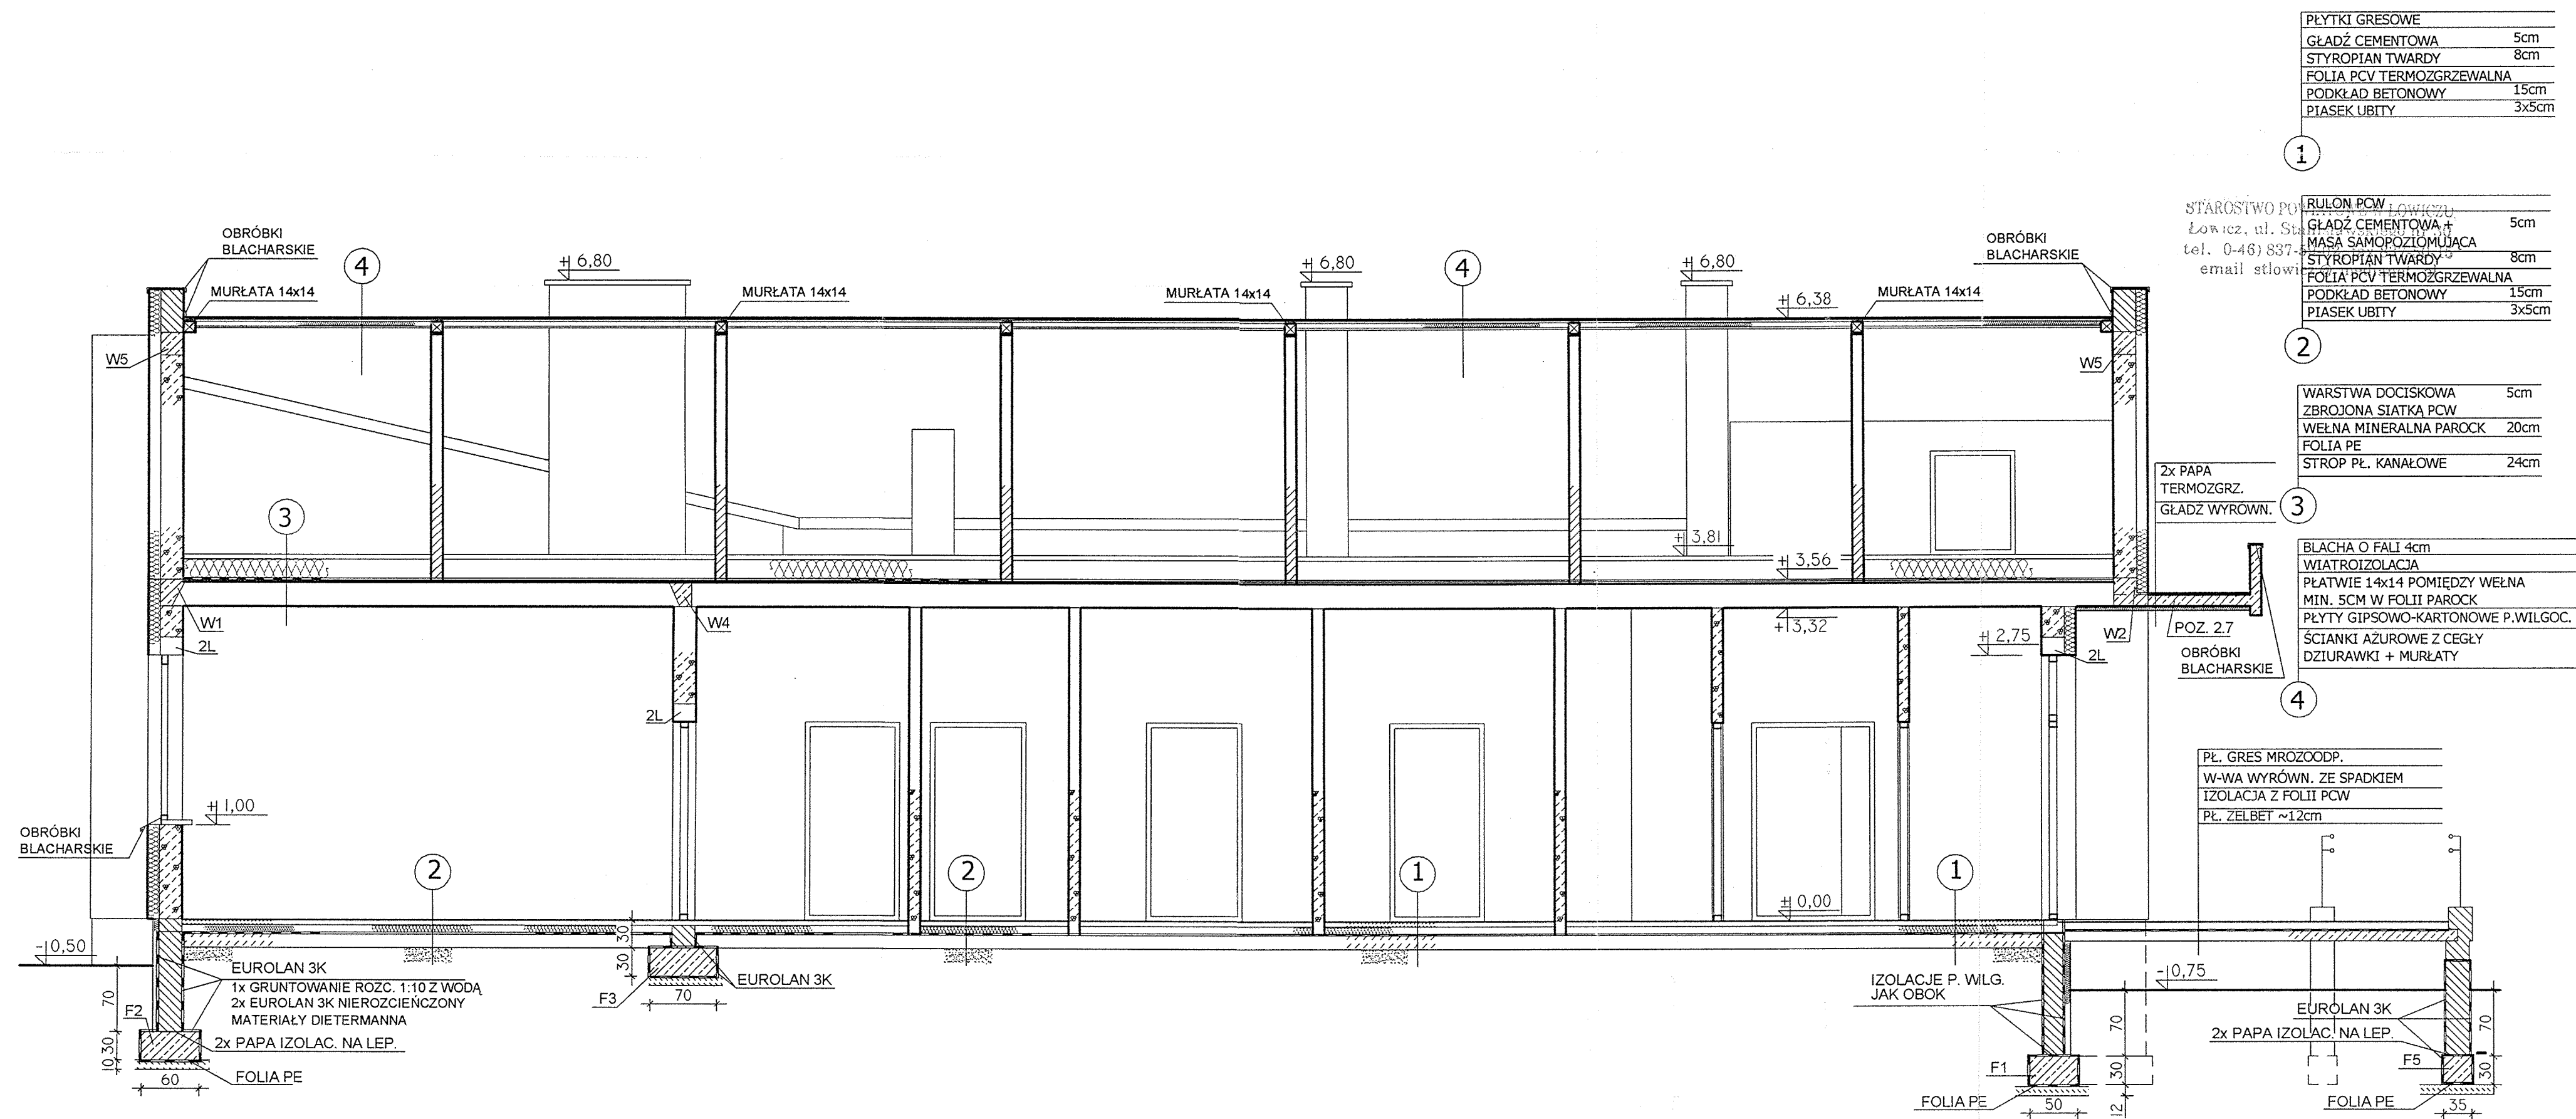 PŁYTKI GRESOWE
GŁADŹ CEMENTOWA 5cm
STYROPIAN TWARDY 8cm
FOLIA PCV TERMOZGRZEWALNA
PODKŁAD BETONOWY 15cm
PIASEK UBITY 3x5cm
1
STAROSTWO
Łowicz, ul.
tel. 0-46) 837-
email
RULON PCW
GŁADŹ CEMENTOWA + 5cm
MASA SAMOPOZIOMUJĄCA
STYROPIAN TWARDY 8cm
FOLIA PCV TERMOZGRZEWALNA
PODKŁAD BETONOWY 15cm
PIASEK UBITY 3x5cm
2
WARSTWA DOCISKOWA 5cm
ZBROJONA SIATKĄ PCW
WEŁNA MINERALNA PAROCK 20cm
FOLIA PE
STROP PŁ. KANAŁOWE 24cm
3
2x PAPA
TERMOZGRZ.
GŁADŹ WYRÓWN.
BLACHA O FALI 4cm
WIATROIZOLACJA
PŁATWIE 14x14 POMIĘDZY WEŁNA
MIN. 5CM W FOLII PAROCK
PŁYTY GIPSOWO-KARTONOWE P.WILGOC.
ŚCIANKI AŻUROWE Z CEGŁY
DZIURAWKI + MURŁATY
4
PŁ. GRES MROZOODP.
W-WA WYRÓWN. ZE SPADKIEM
IZOLACJA Z FOLII PCW
PŁ. ZELBET ~12cm
OBRÓBKI
BLACHARSKIE
4
+6,80
+6,80
4
+6,80
OBRÓBKI
BLACHARSKIE
MURŁATA 14x14
MURŁATA 14x14
MURŁATA 14x14
+6,38
MURŁATA 14x14
W5
W5
3
+3,81
+3,56
W1
W4
+3,32
+2,75
W2
POZ. 2.7
2L
2L
OBRÓBKI
BLACHARSKIE
2L
+1,00
OBRÓBKI
BLACHARSKIE
2
2
1
1
±0,00
-0,50
30
30
70
F3
EUROLAN 3K
EUROLAN 3K
1x GRUNTOWANIE ROZC. 1:10 Z WODĄ
2x EUROLAN 3K NIEROZCIEŃCZONY
MATERIAŁY DIETERMANNA
F2
2x PAPA IZOLAC. NA LEP.
FOLIA PE
70
30
10
60
IZOLACJE P. WILG.
JAK OBOK
-0,75
F1
FOLIA PE
50
70
30
12
EUROLAN 3K
2x PAPA IZOLAC. NA LEP.
F5
FOLIA PE
35
70
30